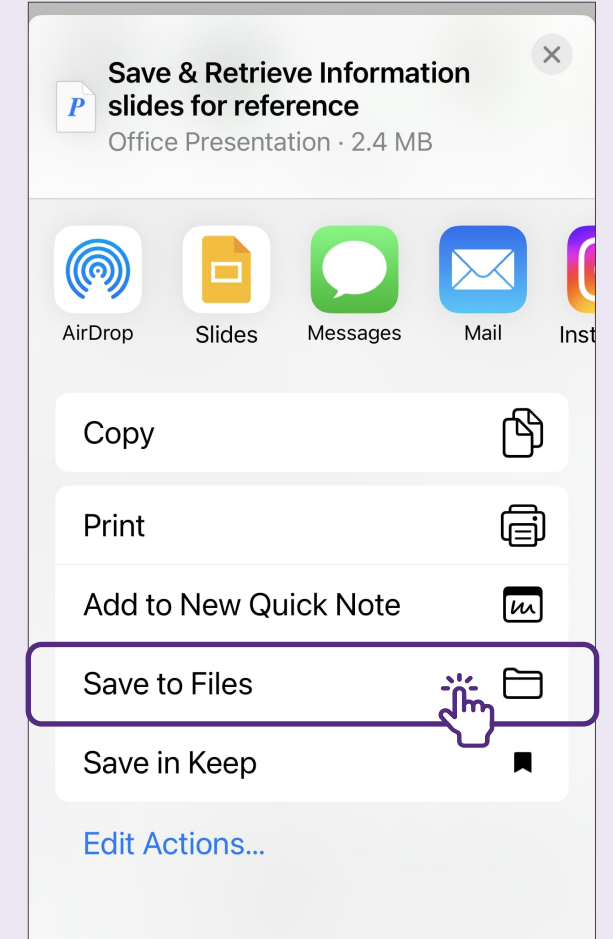 Save & Retrieve Information
slides for reference
P
Office Presentation · 2.4 MB
AirDrop
Slides
Messages
Mail
Inst
Copy
Print
Add to New Quick Note
Save to Files
Save in Keep
Edit Actions...